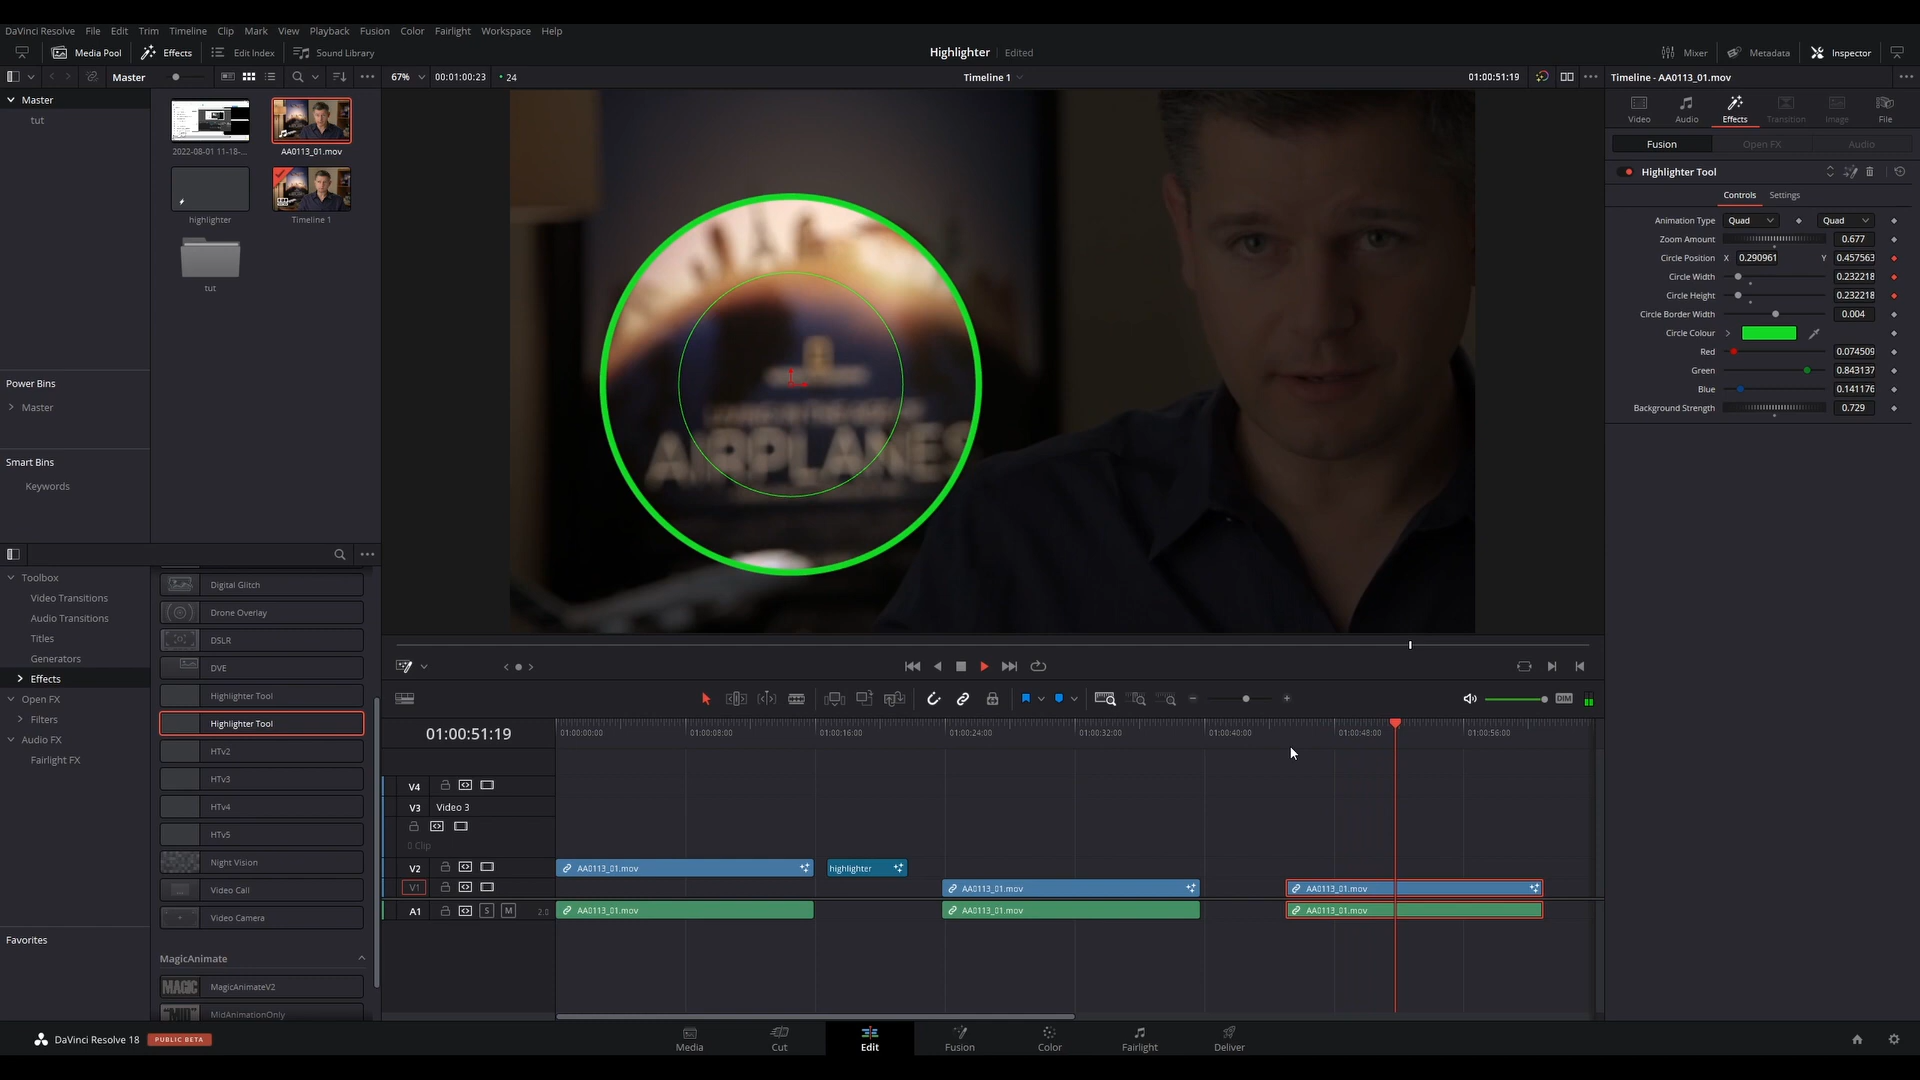 DaVinci Resolve File Edit Trim Timeline Clip Mark View Playback Fusion Color Fairlight Workspace Help
Media Pool Effects Edit Index Sound Library Highlighter Edited Mixer Metadata Inspector
Master 67% 00:01:00:23 24 Timeline 1 01:00:51:19 Timeline - AA0113_01.mov
Master
tut
2022-08-01 11-18-... AA0113_01.mov
highlighter Timeline 1
tut
Power Bins
Master
Smart Bins
Keywords
AIRPLANES
Video Audio Effects Transition Image File
Fusion Open FX Audio
Highlighter Tool
Controls Settings
Animation Type Quad Quad
Zoom Amount 0.677
Circle Position X 0.290961 Y 0.457563
Circle Width 0.232218
Circle Height 0.232218
Circle Border Width 0.004
Circle Colour
Red 0.074509
Green 0.843137
Blue 0.141176
Background Strength 0.729
Toolbox
Video Transitions
Audio Transitions
Titles
Generators
Effects
Open FX
Filters
Audio FX
Fairlight FX
Favorites
Digital Glitch
Drone Overlay
DSLR
DVE
Highlighter Tool
Highlighter Tool
HTv2
HTv3
HTv4
HTv5
Night Vision
Video Call
Video Camera
MagicAnimate
MAGIC MagicAnimateV2
"MID" MidAnimationOnly
DIM
01:00:51:19 01:00:00:00 01:00:08:00 01:00:16:00 01:00:24:00 01:00:32:00 01:00:40:00 01:00:48:00 01:00:56:00
V4
V3 Video 3
0 Clip
V2 AA0113_01.mov highlighter
V1 AA0113_01.mov AA0113_01.mov
A1 S M 2.0 AA0113_01.mov AA0113_01.mov AA0113_01.mov
DaVinci Resolve 18 PUBLIC BETA Media Cut Edit Fusion Color Fairlight Deliver